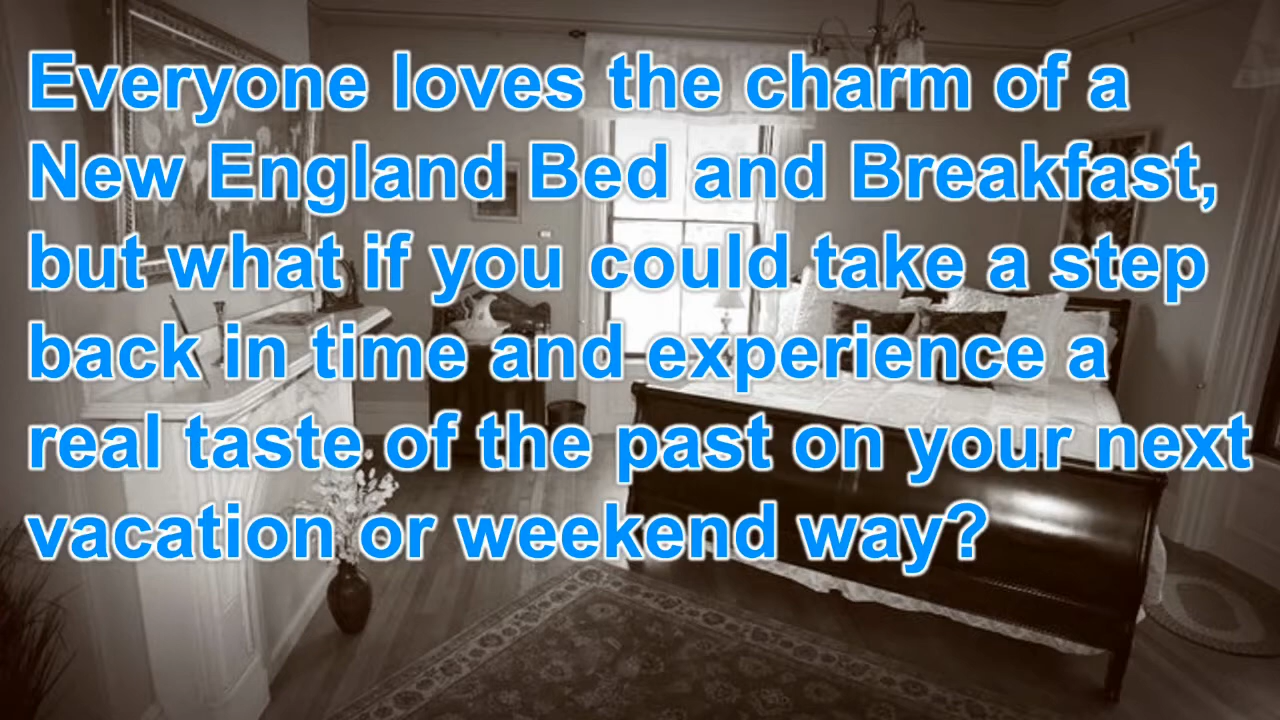 Everyone loves the charm of a
New England Bed and Breakfast,
but what if you could take a step
back in time and experience a
real taste of the past on your next
vacation or weekend way?